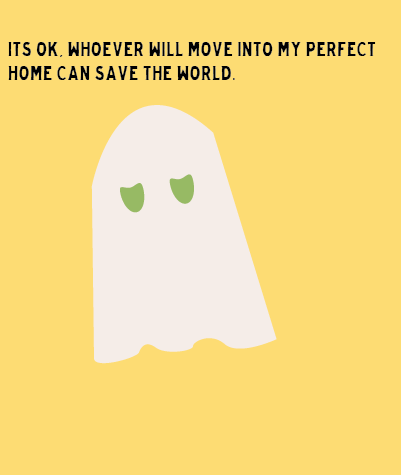 ITS OK, WHOEVER WILL MOVE INTO MY PERFECT
HOME CAN SAVE THE WORLD.